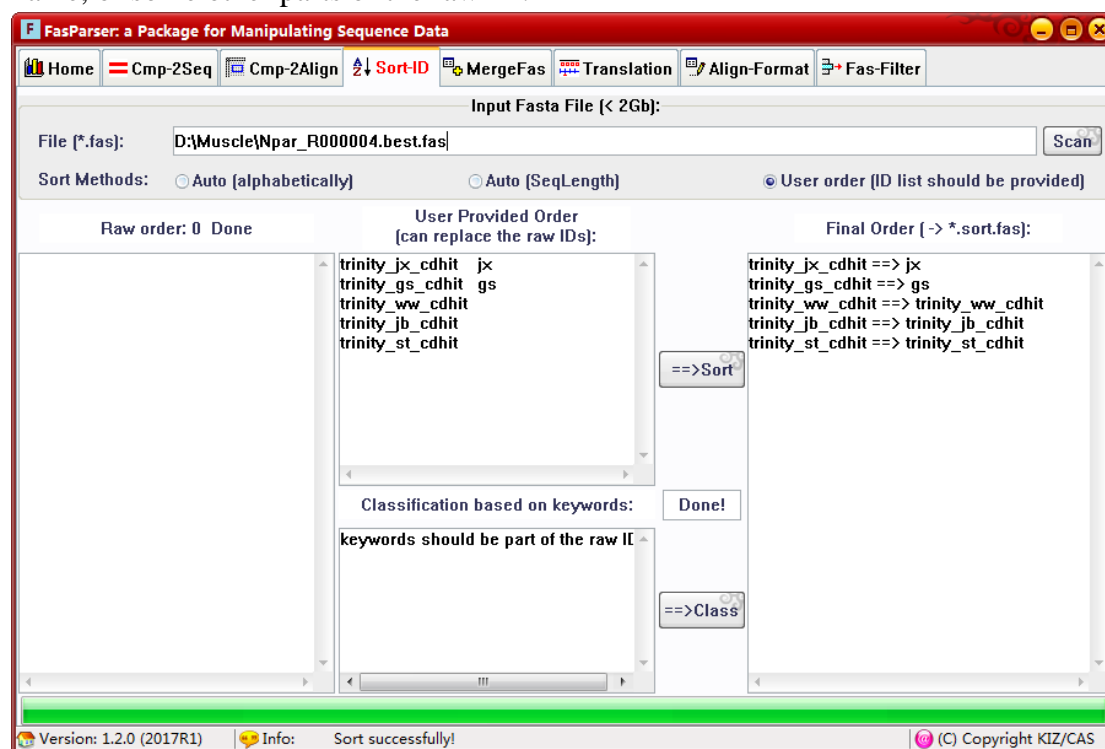 FasParser: a Package for Manipulating Sequence Data
Home Cmp-2Seq Cmp-2Align Sort-ID MergeFas Translation Align-Format Fas-Filter
Input Fasta File (< 2Gb):
File (*.fas): D:\Muscle\Npar_R000004.best.fas Scan
Sort Methods: Auto (alphabetically) Auto (SeqLength) User order (ID list should be provided)
Raw order: 0 Done
User Provided Order
(can replace the raw IDs):
Final Order ( -> *.sort.fas):
trinity_jx_cdhit jx
trinity_gs_cdhit gs
trinity_ww_cdhit
trinity_jb_cdhit
trinity_st_cdhit
==>Sort
trinity_jx_cdhit ==> jx
trinity_gs_cdhit ==> gs
trinity_ww_cdhit ==> trinity_ww_cdhit
trinity_jb_cdhit ==> trinity_jb_cdhit
trinity_st_cdhit ==> trinity_st_cdhit
Classification based on keywords: Done!
keywords should be part of the raw
==>Class
Version: 1.2.0 (2017R1) Info: Sort successfully! (C) Copyright KIZ/CAS